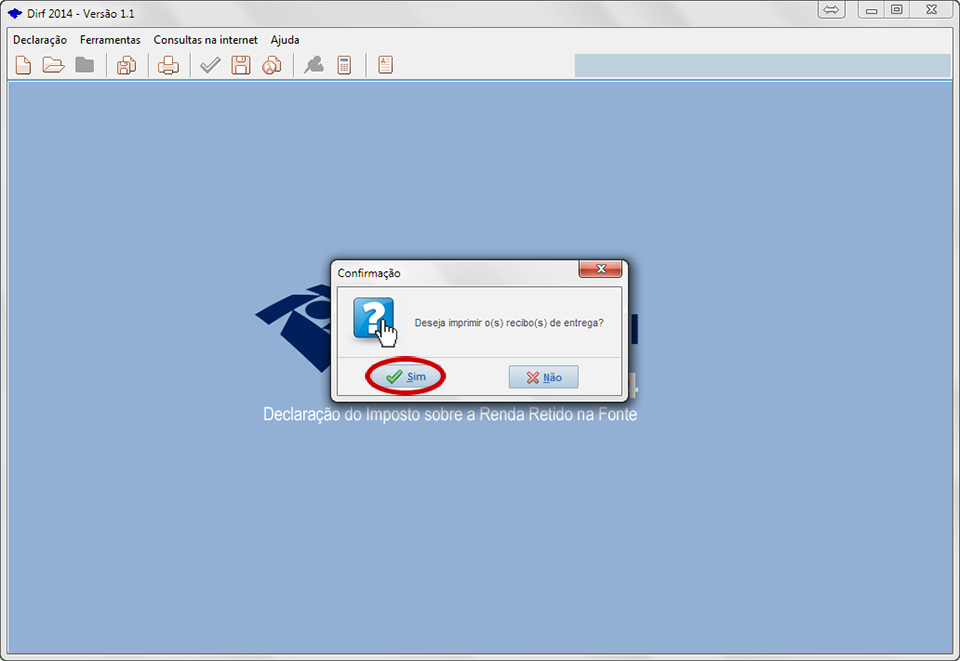 Dirf 2014 - Versão 1.1
Declaração Ferramentas Consultas na internet Ajuda
Confirmação
Deseja imprimir o(s) recibo(s) de entrega?
Sim Não
Declaração do Imposto sobre a Renda Retido na Fonte